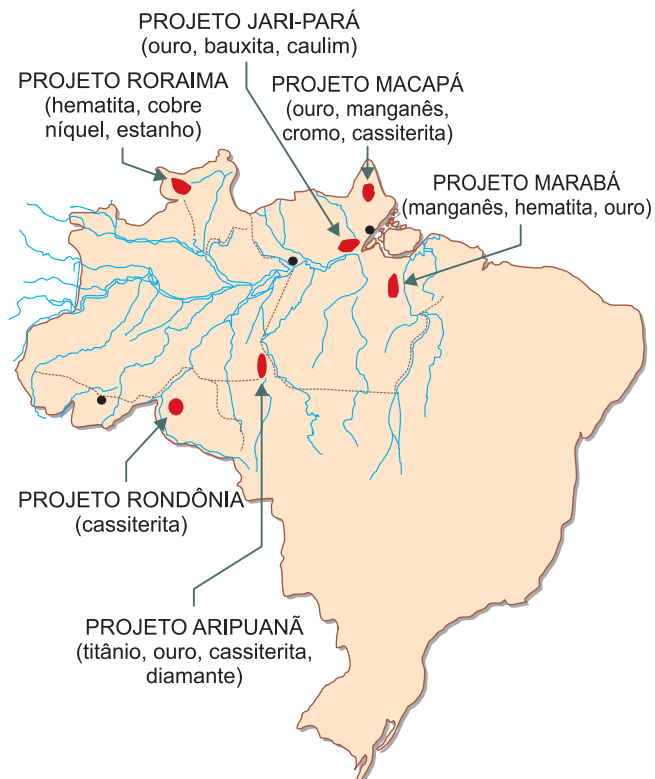 PROJETO JARI-PARÁ
(ouro, bauxita, caulim)
PROJETO RORAIMA
(hematita, cobre
níquel, estanho)
PROJETO MACAPÁ
(ouro, manganês,
cromo, cassiterita)
PROJETO MARABÁ
(manganês, hematita, ouro)
PROJETO RONDÔNIA
(cassiterita)
PROJETO ARIPUANÃ
(titânio, ouro, cassiterita,
diamante)